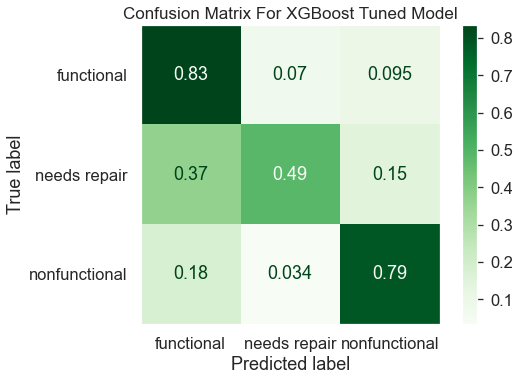 Confusion Matrix For XGBoost Tuned Model
True label
functional 0.83 0.07 0.095
needs repair 0.37 0.49 0.15
nonfunctional 0.18 0.034 0.79
functional needs repair nonfunctional
Predicted label
0.8
0.7
0.6
0.5
0.4
0.3
0.2
0.1